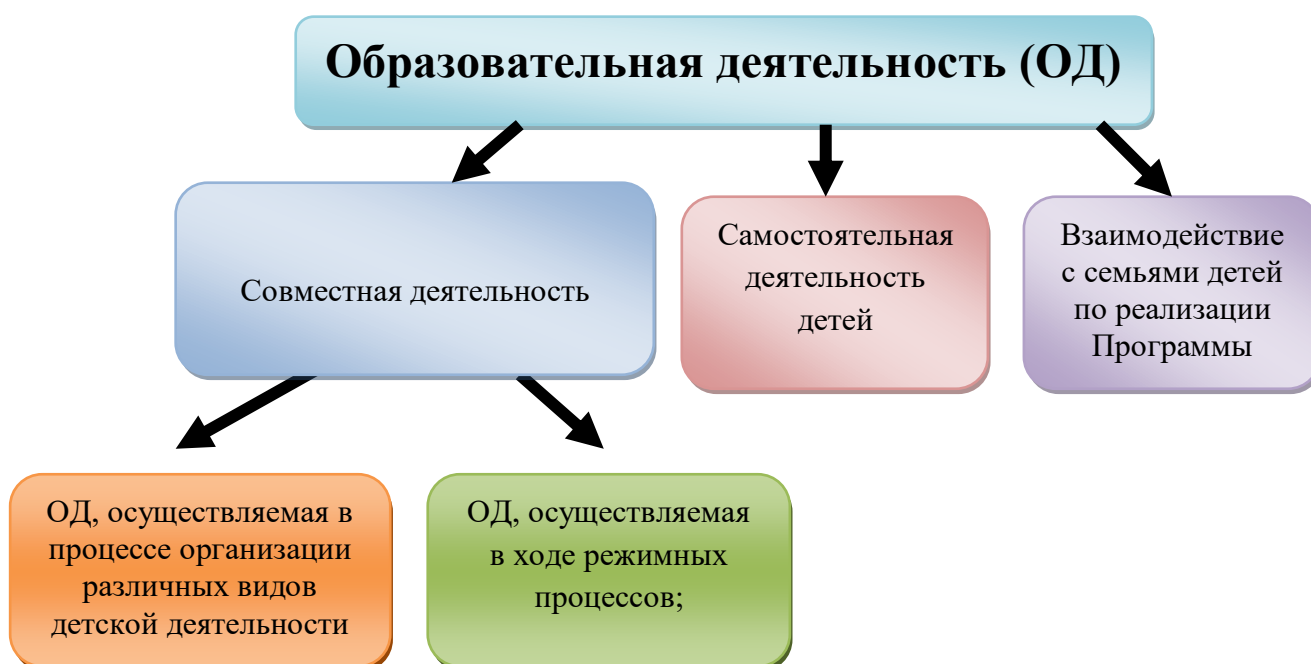 Образовательная деятельность (ОД)
Совместная деятельность
Самостоятельная
деятельность
детей
Взаимодействие
с семьями детей
по реализации
Программы
ОД, осуществляемая в
процессе организации
различных видов
детской деятельности
ОД, осуществляемая
в ходе режимных
процессов;